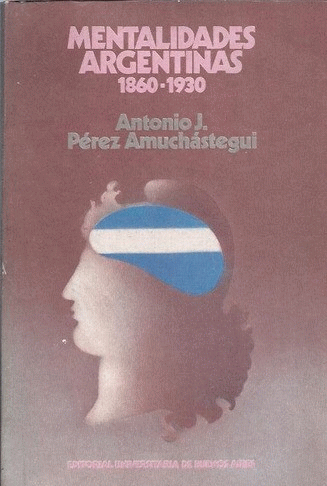 MENTALIDADES
ARGENTINAS
1860-1930
Antonio J.
Pérez Amuchástegui
EDITORIAL UNIVERSITARIA DE BUENOS AIRES